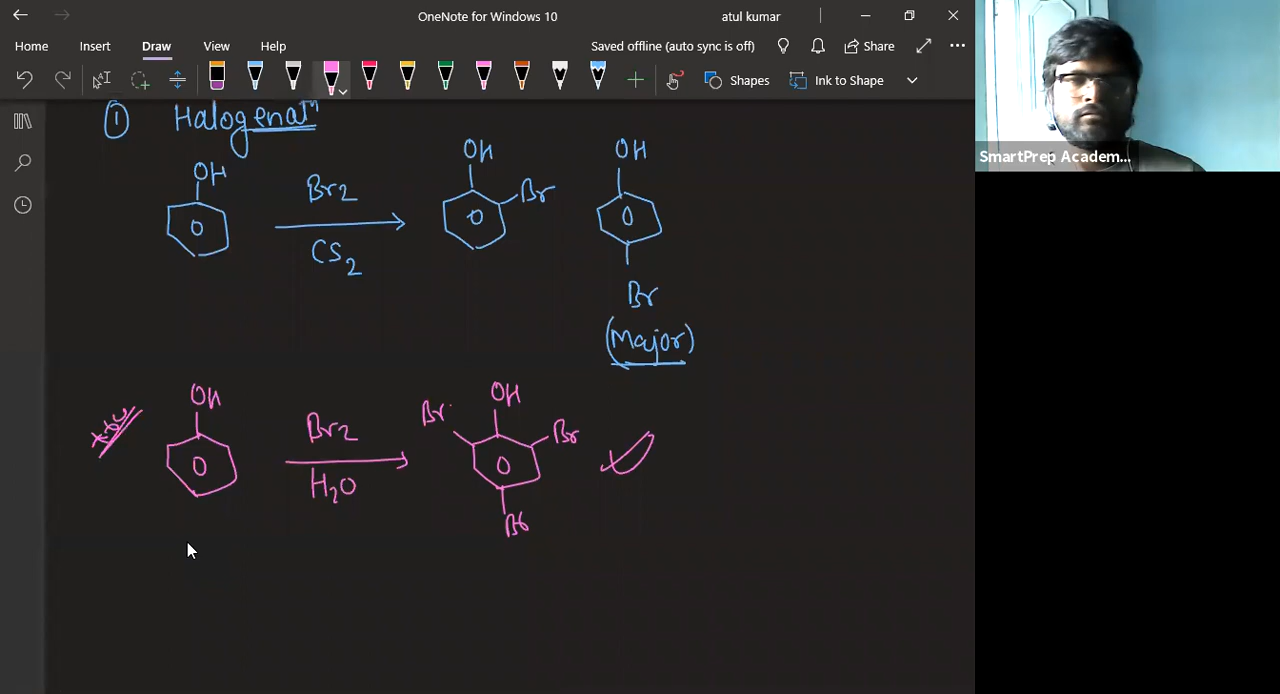 OneNote for Windows 10
atul kumar
Home Insert Draw View Help
Saved offline (auto sync is off)
Share
Shapes
Ink to Shape
SmartPrep Academ...
① Halogenatⁿ
OH
Br2
CS2
OH
Br
OH
Br
(Major)
OH
Br2
H2O
OH
Br
Br
Br